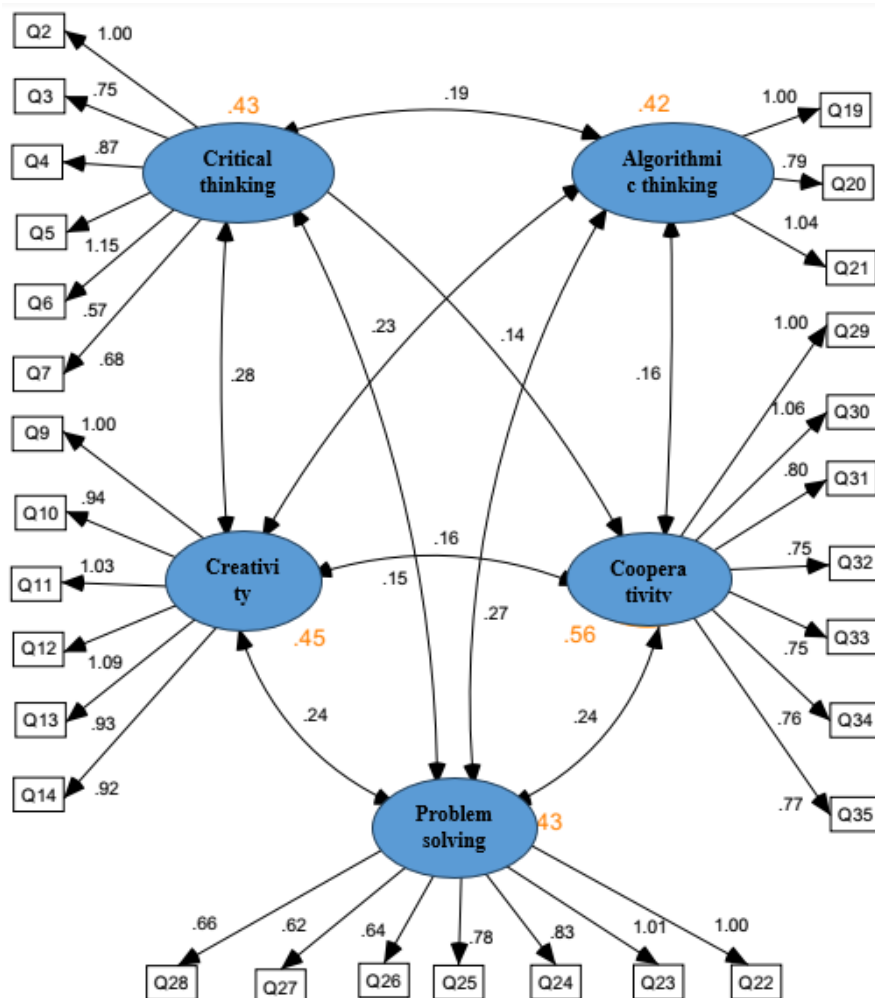 Q2
1.00
Q3
.75
Q4
.87
Q5
1.15
Q6
.57
Q7
.68
.43
Critical
thinking
.19
.42
Algorithmi
c thinking
1.00
Q19
.79
Q20
1.04
Q21
.28
.23
.14
.16
Q9
1.00
Q10
.94
Q11
1.03
Q12
1.09
Q13
.93
Q14
.92
Creativi
ty
.45
.16
.15
.27
Coopera
tivitv
.56
1.00
Q29
1.06
Q30
.80
Q31
.75
Q32
.75
Q33
.76
Q34
.77
Q35
.24
.24
Problem
solving
43
.66
.62
.64
.78
.83
1.01
1.00
Q28
Q27
Q26
Q25
Q24
Q23
Q22